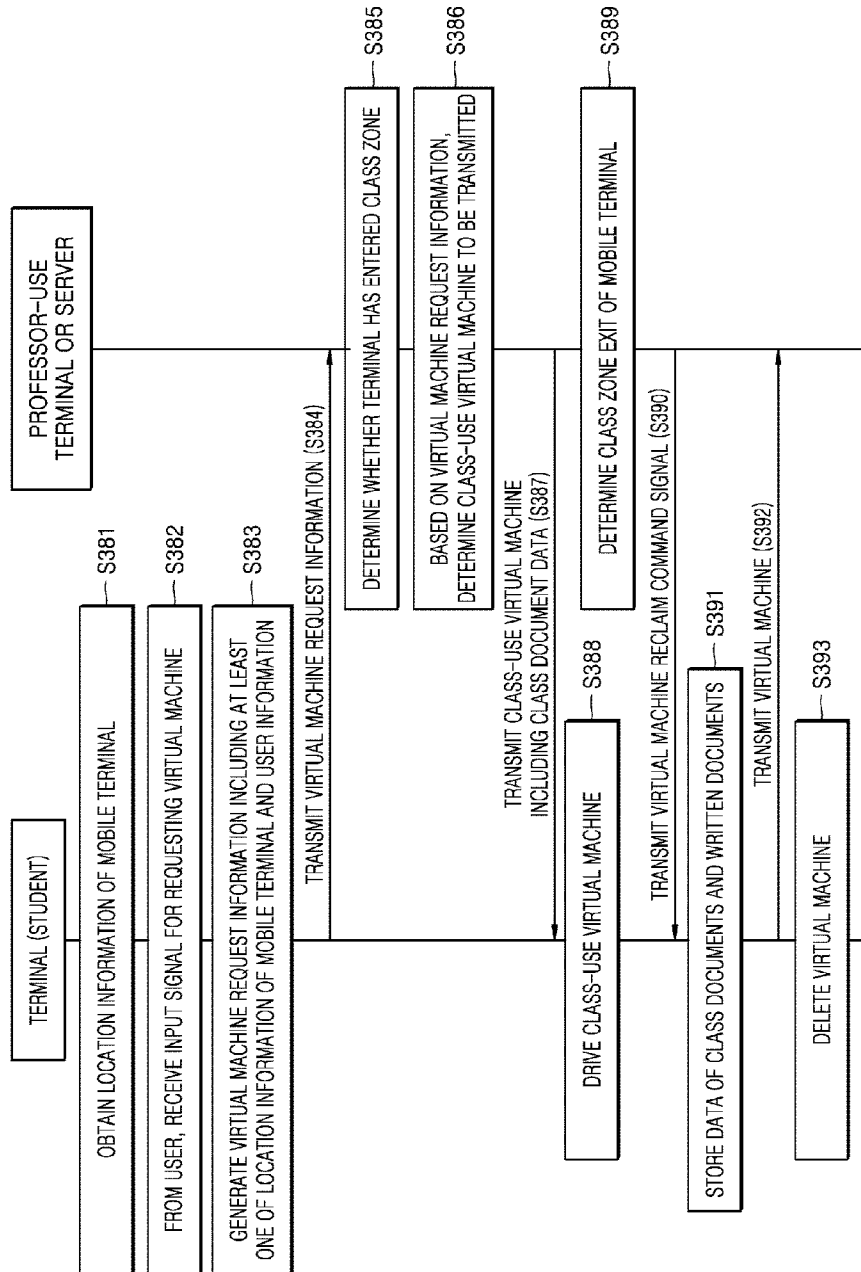 TERMINAL (STUDENT)
PROFESSOR-USE
TERMINAL OR SERVER
OBTAIN LOCATION INFORMATION OF MOBILE TERMINAL
S381
FROM USER, RECEIVE INPUT SIGNAL FOR REQUESTING VIRTUAL MACHINE
S382
GENERATE VIRTUAL MACHINE REQUEST INFORMATION INCLUDING AT LEAST
ONE OF LOCATION INFORMATION OF MOBILE TERMINAL AND USER INFORMATION
S383
TRANSMIT VIRTUAL MACHINE REQUEST INFORMATION (S384)
DETERMINE WHETHER TERMINAL HAS ENTERED CLASS ZONE
S385
BASED ON VIRTUAL MACHINE REQUEST INFORMATION,
DETERMINE CLASS-USE VIRTUAL MACHINE TO BE TRANSMITTED
S386
TRANSMIT CLASS-USE VIRTUAL MACHINE
INCLUDING CLASS DOCUMENT DATA (S387)
DRIVE CLASS-USE VIRTUAL MACHINE
S388
DETERMINE CLASS ZONE EXIT OF MOBILE TERMINAL
S389
TRANSMIT VIRTUAL MACHINE RECLAIM COMMAND SIGNAL (S390)
STORE DATA OF CLASS DOCUMENTS AND WRITTEN DOCUMENTS
S391
TRANSMIT VIRTUAL MACHINE (S392)
DELETE VIRTUAL MACHINE
S393